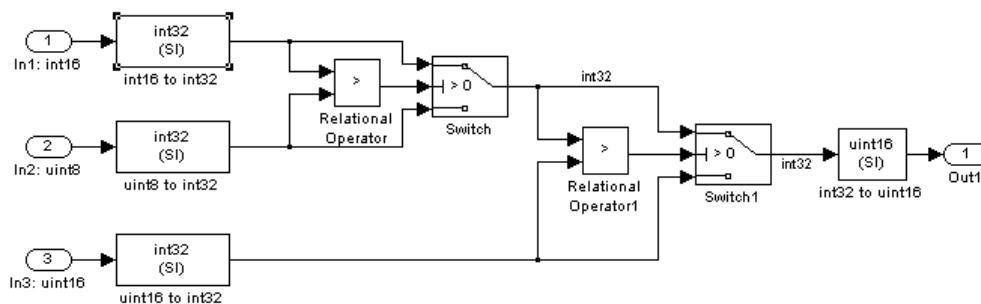 1
In1: int16
int32
(SI)
int16 to int32
2
In2: uint8
int32
(SI)
uint8 to int32
3
In3: uint16
int32
(SI)
uint16 to int32
>
Relational
Operator
> 0
Switch
int32
>
Relational
Operator1
> 0
Switch1
int32
uint16
(SI)
int32 to uint16
1
Out1